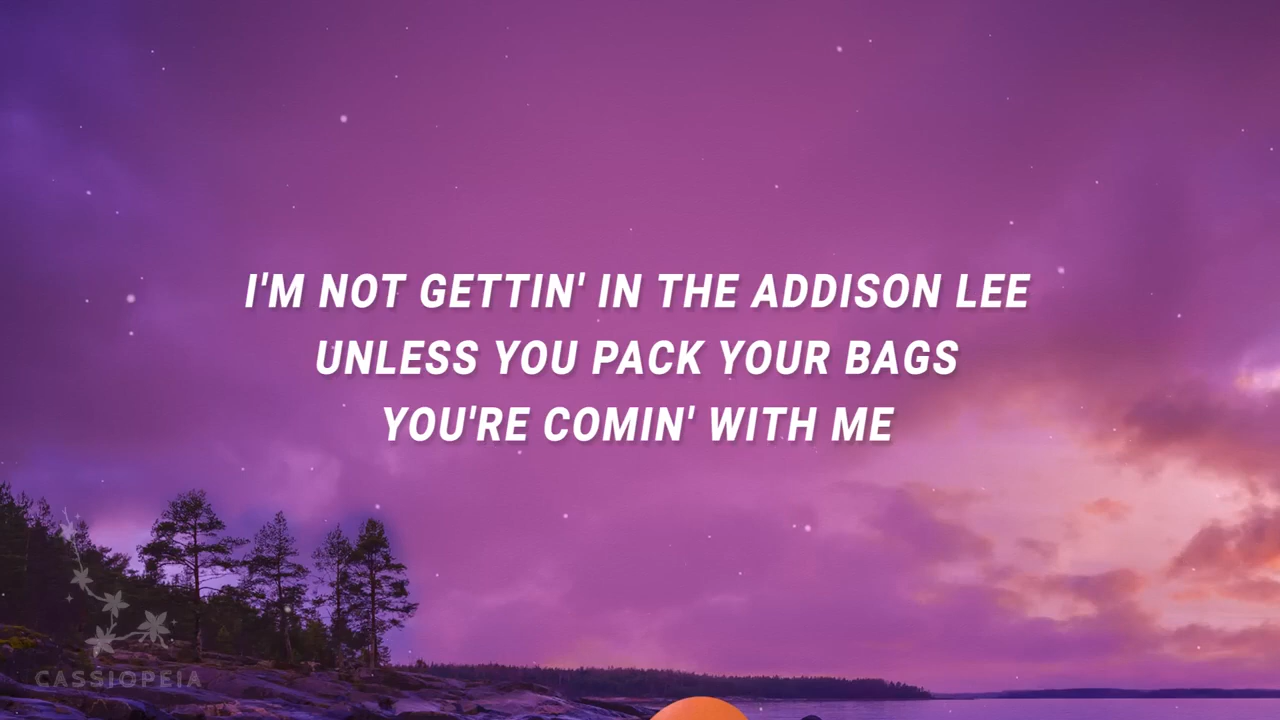 I'M NOT GETTIN' IN THE ADDISON LEE
UNLESS YOU PACK YOUR BAGS
YOU'RE COMIN' WITH ME
CASSIOPEIA